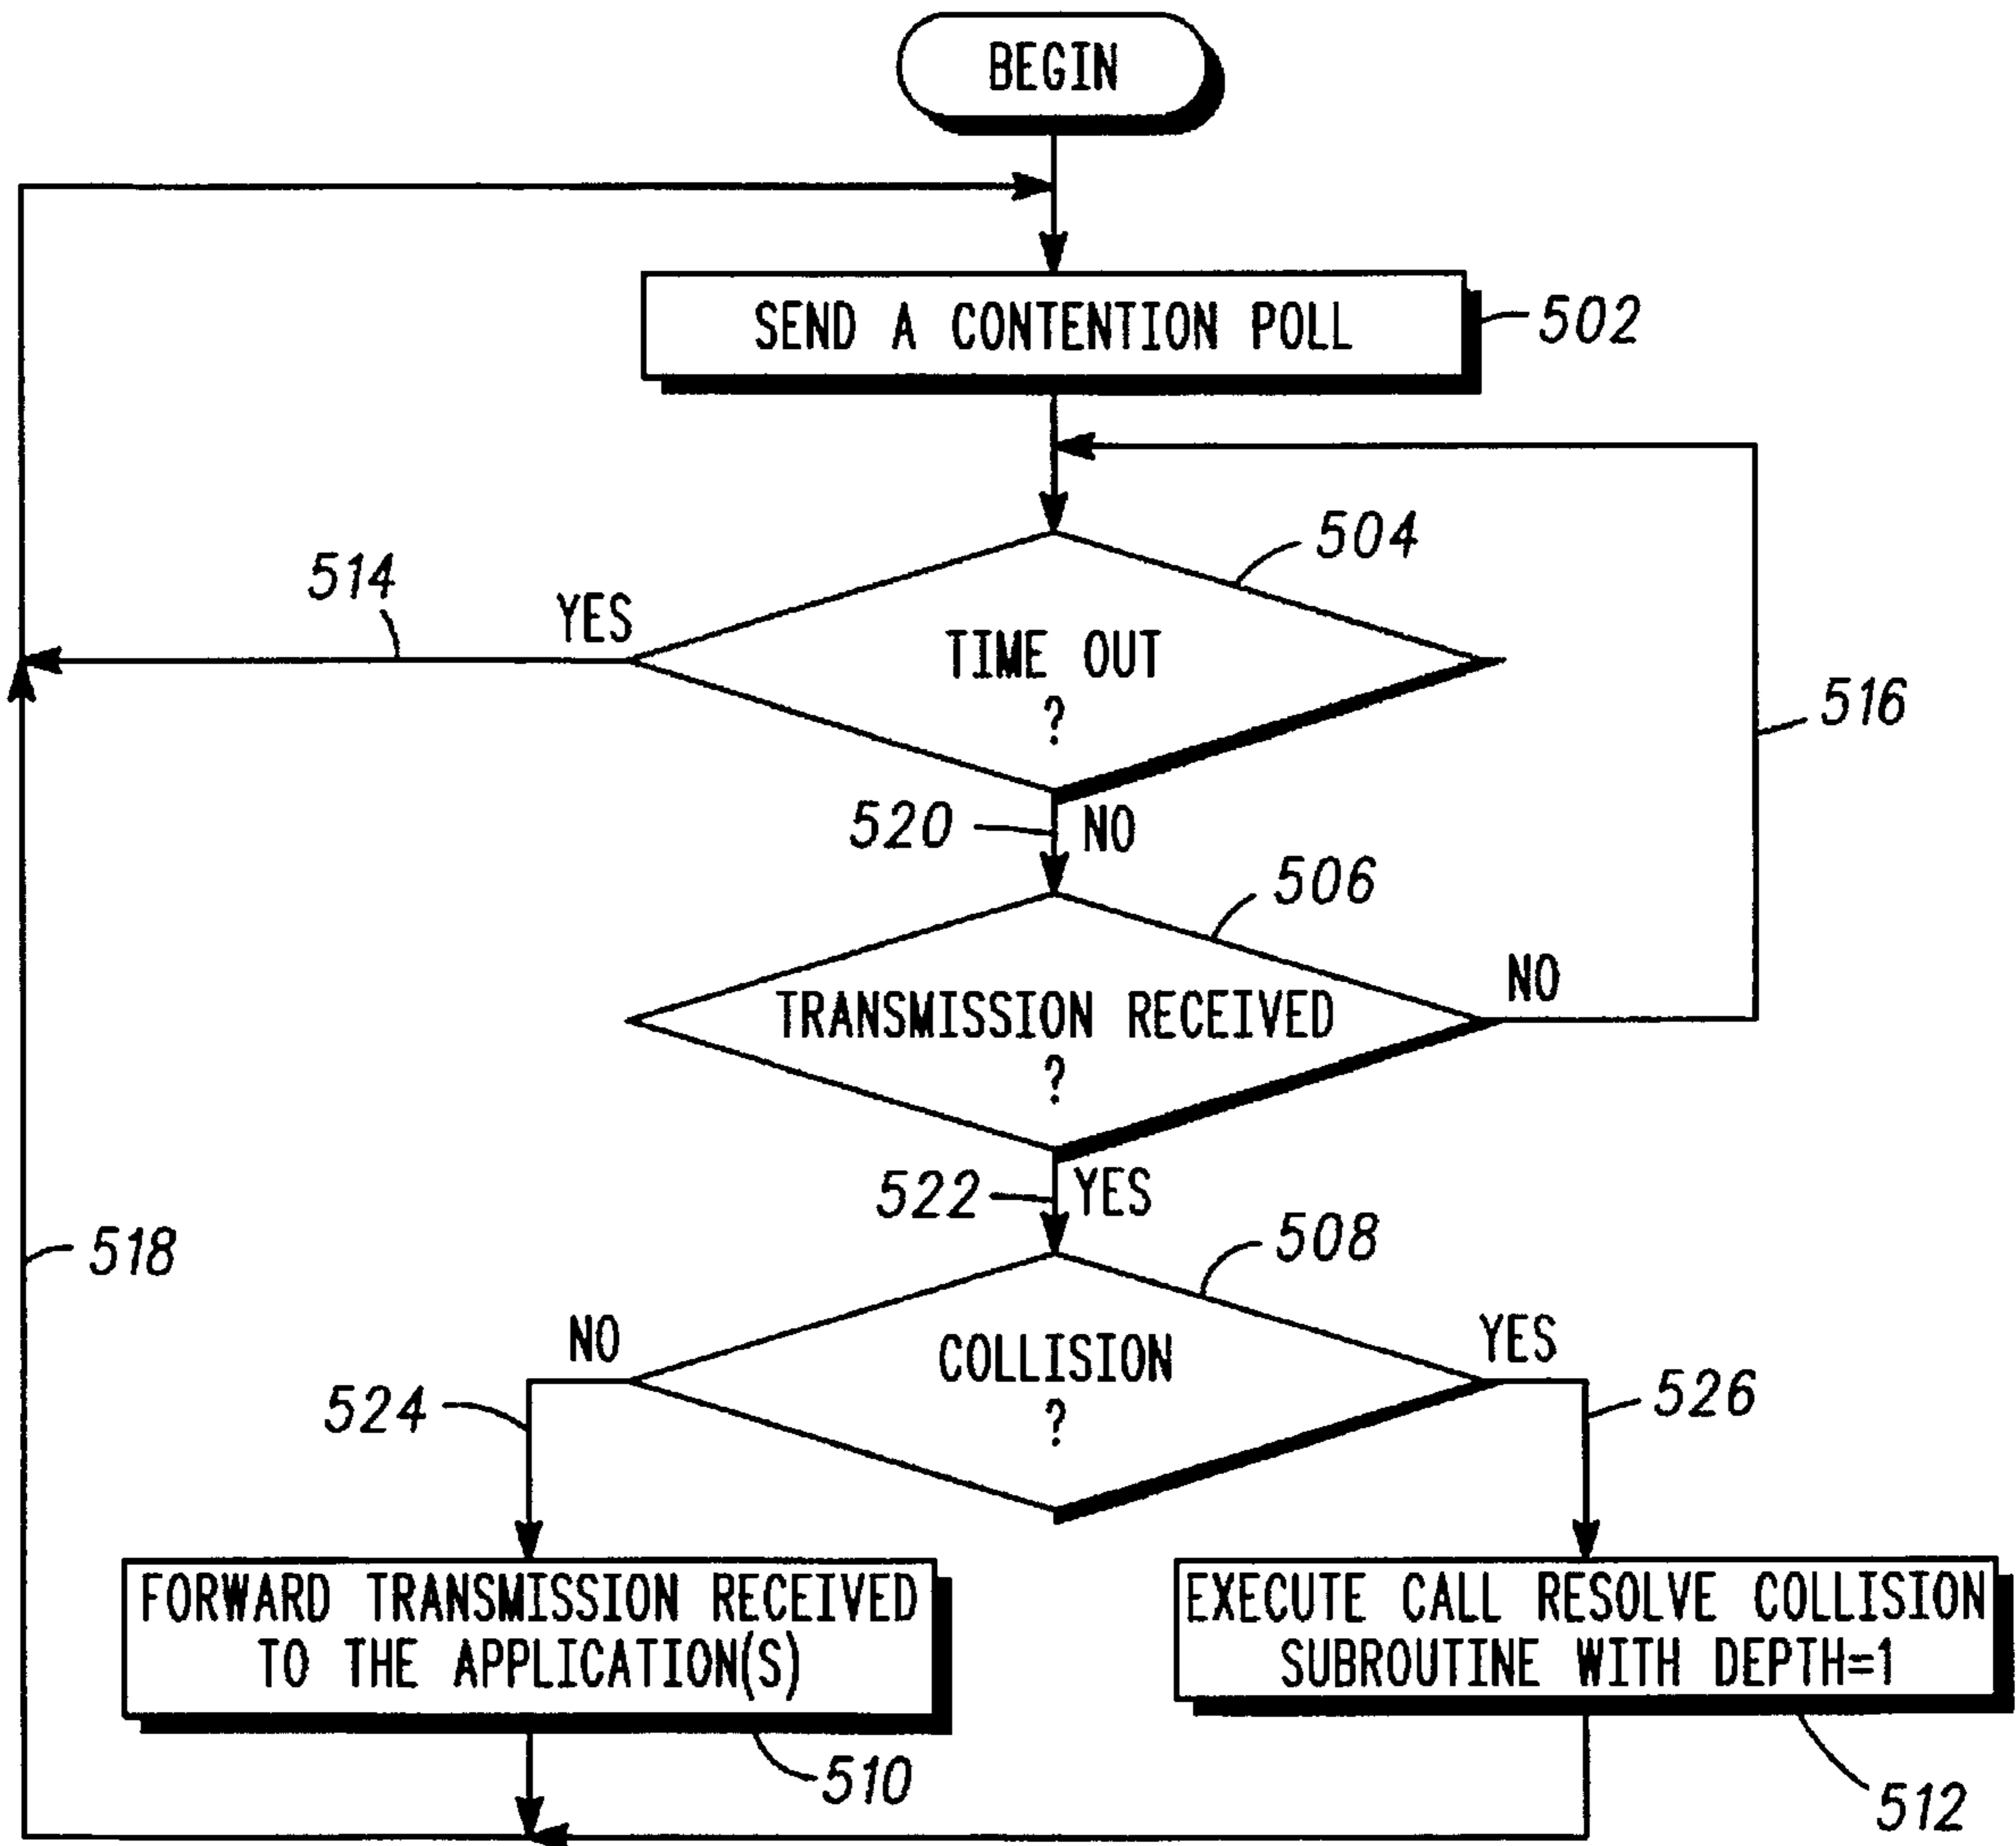 BEGIN
SEND A CONTENTION POLL
502
504
514
YES
TIME OUT
?
516
520
NO
506
NO
TRANSMISSION RECEIVED
?
522
YES
508
518
NO
YES
COLLISION
?
524
526
FORWARD TRANSMISSION RECEIVED
TO THE APPLICATION(S)
EXECUTE CALL RESOLVE COLLISION
SUBROUTINE WITH DEPTH=1
510
512